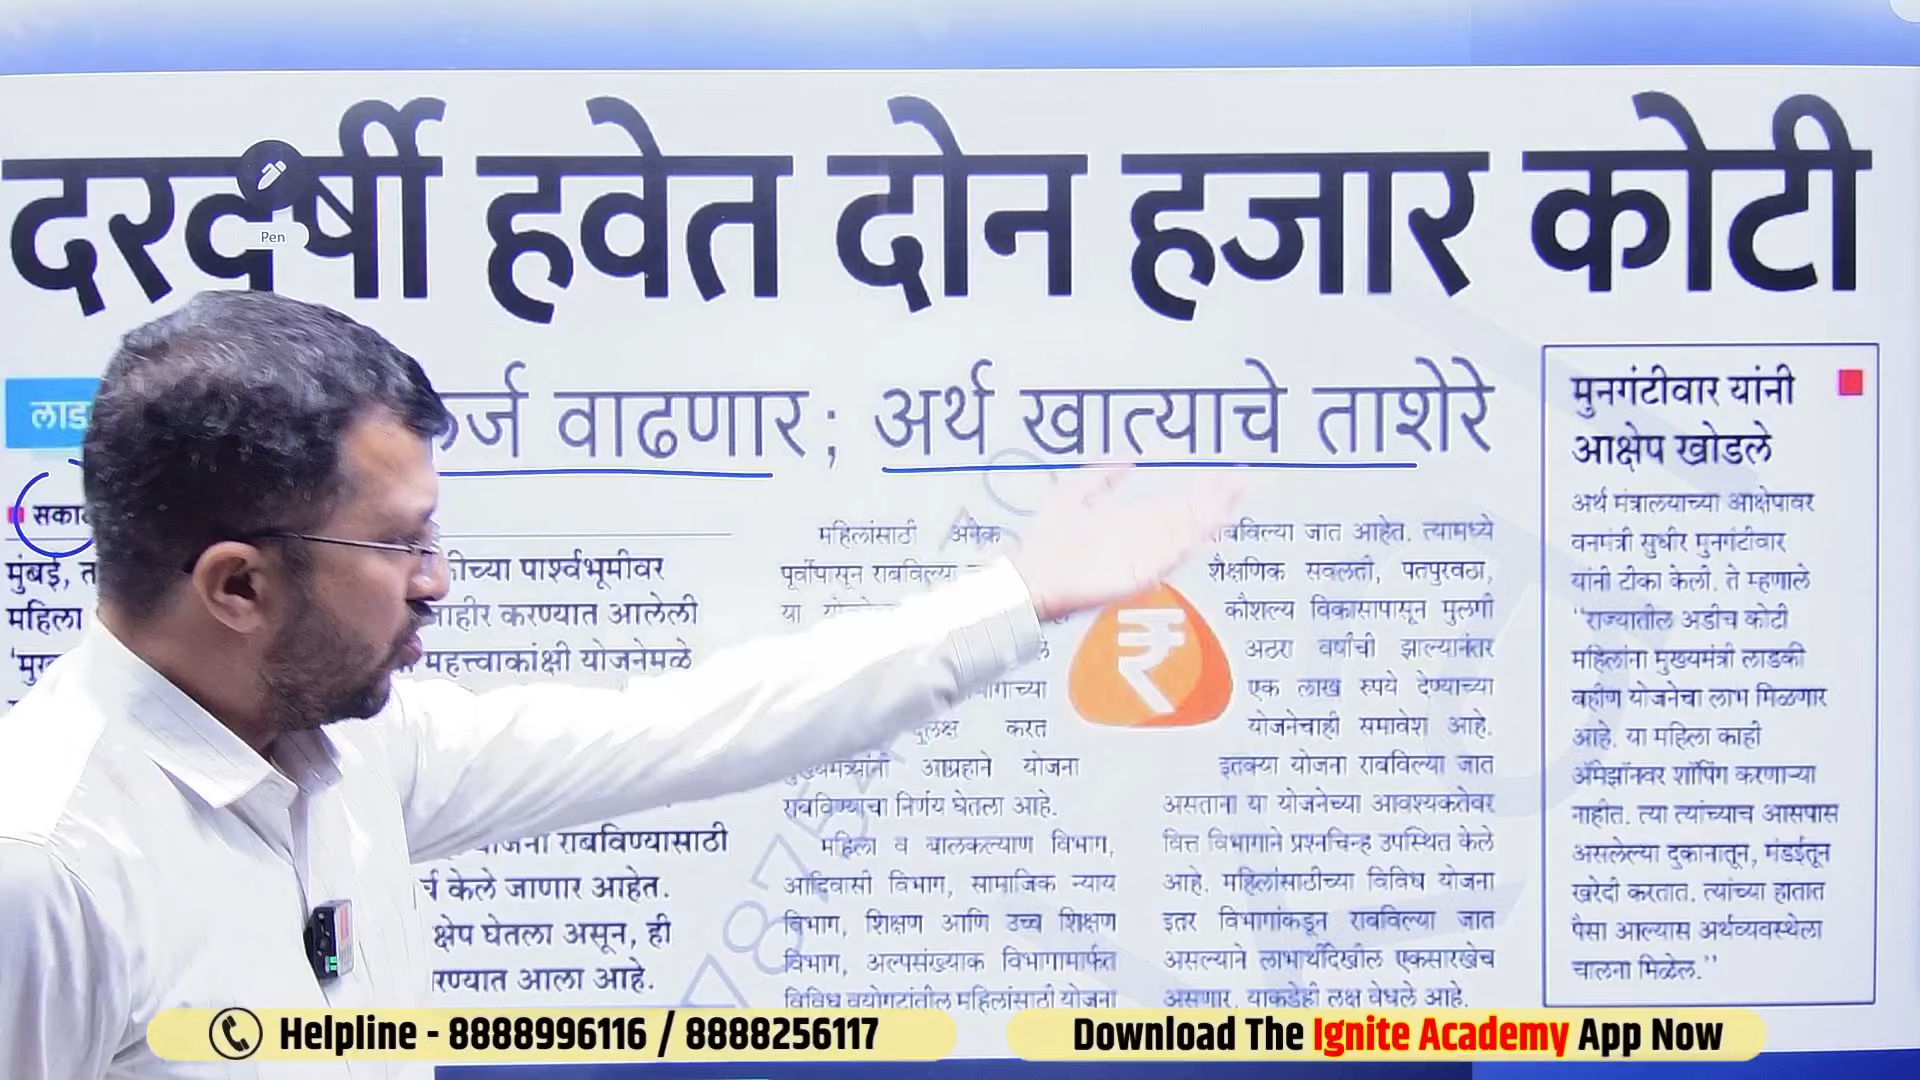 दरवर्षी हवेत दोन हजार कोटी
Pen
लाड
कर्ज वाढणार; अर्थ खात्याचे ताशेरे
सका
मुंबई,
पार्श्वभूमीवर
महिला
जाहीर करण्यात आलेली
महत्त्वाकांक्षी योजनेमुळे
राबविण्यासाठी
केले जाणार आहेत.
घेतला असून, ही
आला आहे.
महिलांसाठी अनेक
पूर्वीपासून राबविल्या
या
करत
आग्रहाने योजना
राबविण्याचा निर्णय घेतला आहे.
महिला व बालकल्याण विभाग,
आदिवासी विभाग, सामाजिक न्याय
विभाग, शिक्षण आणि उच्च शिक्षण
विभाग, अल्पसंख्याक विभागामार्फत
विविध वयोगटांतील महिलांसाठी योजना
राबविल्या जात आहेत. त्यामध्ये
शैक्षणिक सवलती, पतपुरवठा,
कौशल्य विकासापासून मुलगी
अठरा वर्षांची झाल्यानंतर
एक लाख रुपये देण्याच्या
योजनेचाही समावेश आहे.
इतक्या योजना राबविल्या जात
असताना या योजनेच्या आवश्यकतेवर
वित्त विभागाने प्रश्नचिन्ह उपस्थित केले
आहे. महिलांसाठीच्या विविध योजना
इतर विभागांकडून राबविल्या जात
असल्याने लाभार्थीदेखील एकसारखेच
असणार, याकडेही लक्ष वेधले आहे.
₹
मुनगंटीवार यांनी
आक्षेप खोडले
अर्थ मंत्रालयाच्या आक्षेपावर
वनमंत्री सुधीर मुनगंटीवार
यांनी टीका केली. ते म्हणाले
"राज्यातील अडीच कोटी
महिलांना मुख्यमंत्री लाडकी
बहीण योजनेचा लाभ मिळणार
आहे. या महिला काही
ॲमेझॉनवर शॉपिंग करणाऱ्या
नाहीत. त्या त्यांच्याच आसपास
असलेल्या दुकानातून, मंडईतून
खरेदी करतात. त्यांच्या हातात
पैसा आल्यास अर्थव्यवस्थेला
चालना मिळेल."
Helpline - 8888996116 / 8888256117
Download The Ignite Academy App Now